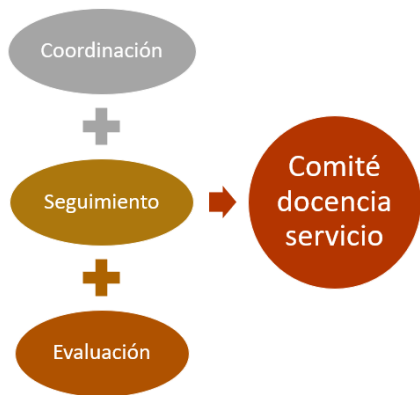 Coordinación
Seguimiento
Evaluación
Comité
docencia
servicio